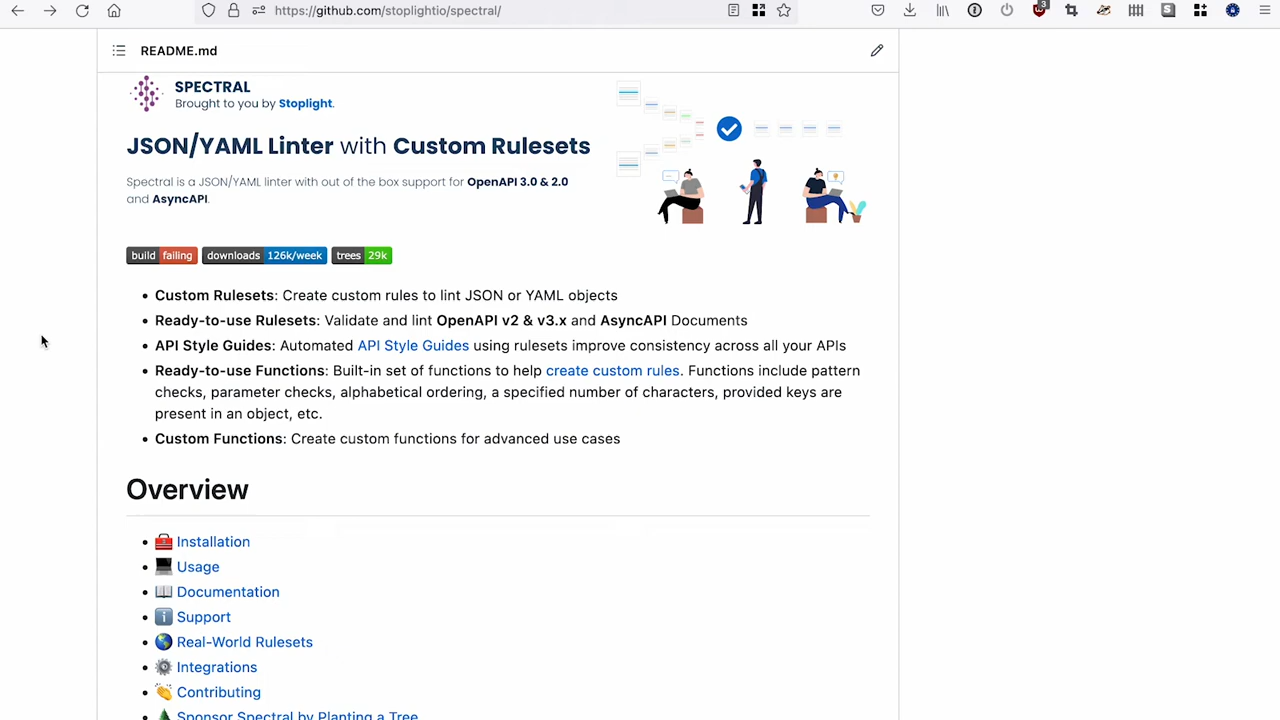 https://github.com/stoplightio/spectral/
3
S
README.md
SPECTRAL
Brought to you by Stoplight.
JSON/YAML Linter with Custom Rulesets
Spectral is a JSON/YAML linter with out of the box support for OpenAPI 3.0 & 2.0
and AsyncAPI.
build failing downloads 126k/week trees 29k
• Custom Rulesets: Create custom rules to lint JSON or YAML objects
• Ready-to-use Rulesets: Validate and lint OpenAPI v2 & v3.x and AsyncAPI Documents
• API Style Guides: Automated API Style Guides using rulesets improve consistency across all your APIs
• Ready-to-use Functions: Built-in set of functions to help create custom rules. Functions include pattern
checks, parameter checks, alphabetical ordering, a specified number of characters, provided keys are
present in an object, etc.
• Custom Functions: Create custom functions for advanced use cases
Overview
• 🧰 Installation
• 💻 Usage
• 📖 Documentation
• ℹ️ Support
• 🌎 Real-World Rulesets
• ⚙️ Integrations
• 👏 Contributing
• 🌲 Sponsor Spectral by Planting a Tree